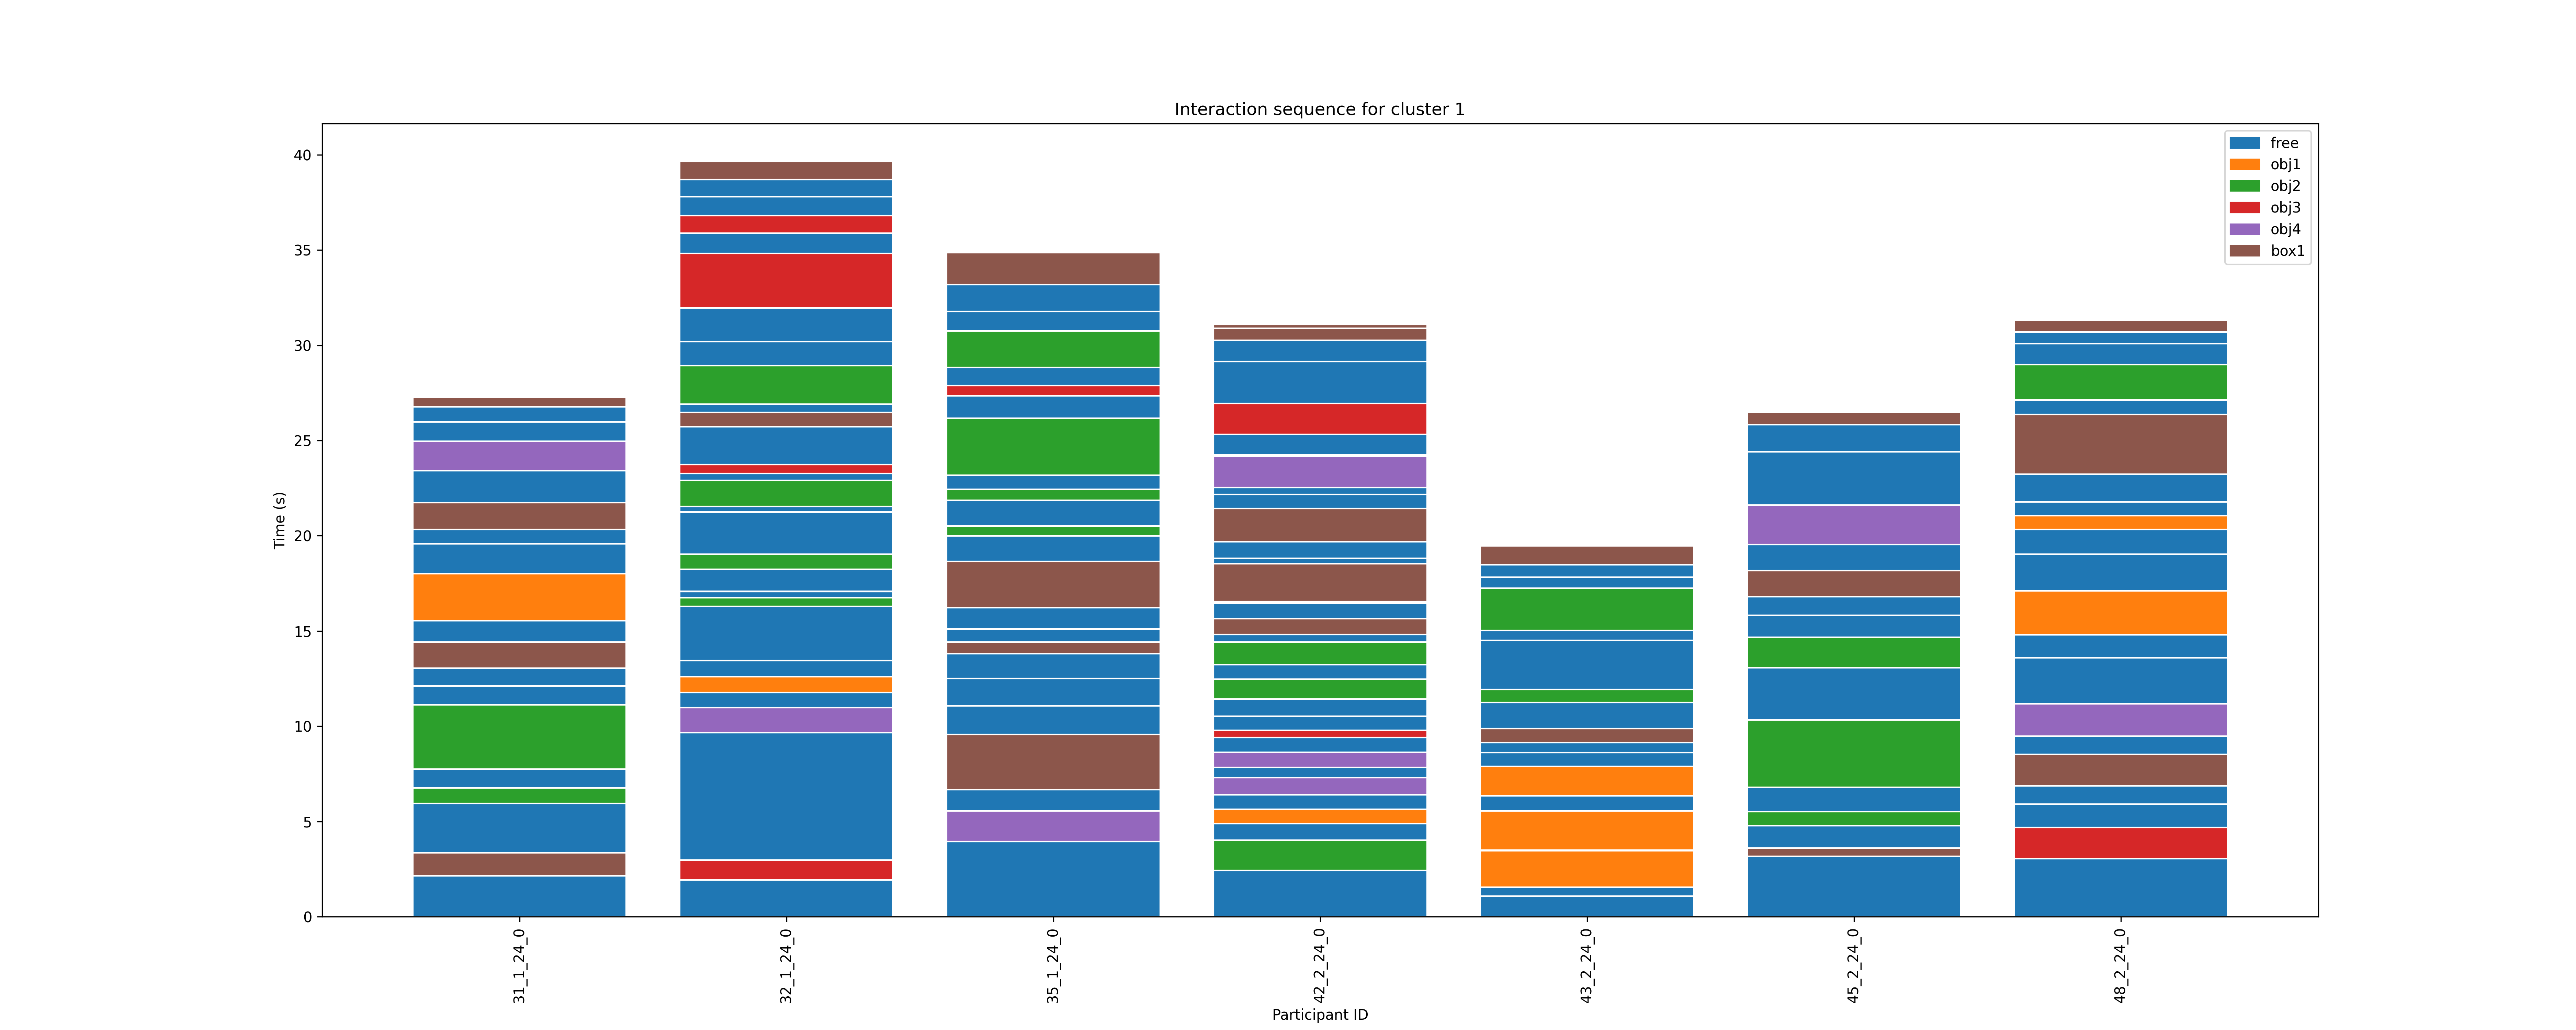 Interaction sequence for cluster 1
free
obj1
obj2
obj3
obj4
box1
40
35
30
25
20
15
10
5
0
Time (s)
31_1_24_0
32_1_24_0
35_1_24_0
42_2_24_0
43_2_24_0
45_2_24_0
48_2_24_0
Participant ID